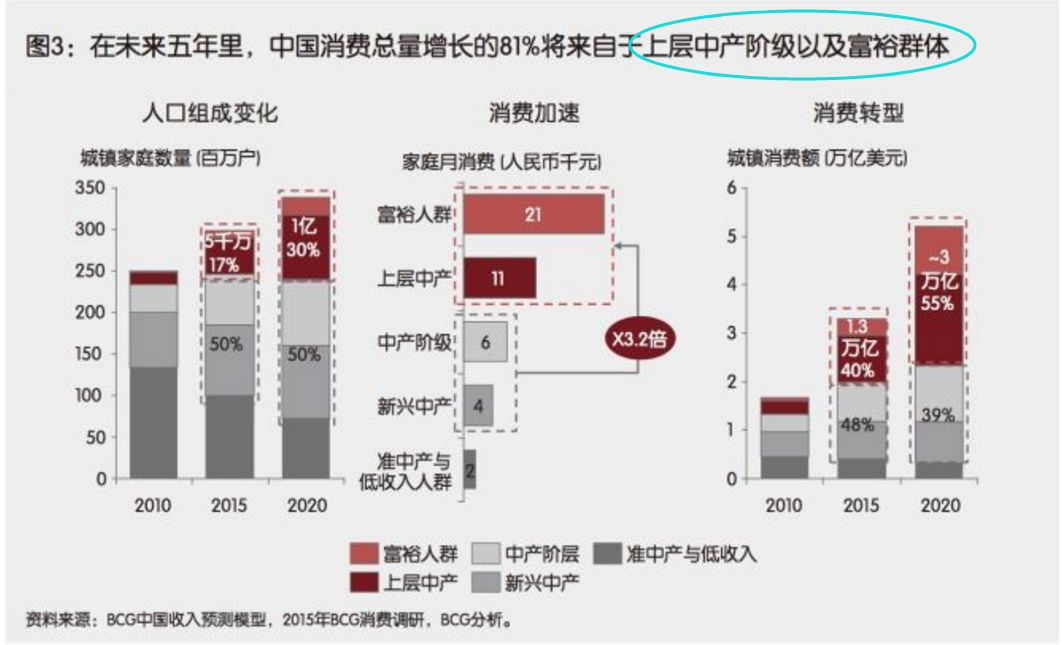 图3：在未来五年里，中国消费总量增长的81%将来自于上层中产阶级以及富裕群体
人口组成变化
城镇家庭数量 (百万户)
350
300
250
200
150
100
50
0
5千万
17%
50%
1亿
30%
50%
2010
2015
2020
消费加速
家庭月消费 (人民币千元)
富裕人群
21
上层中产
11
中产阶级
6
新兴中产
4
准中产与
低收入人群
2
X3.2倍
消费转型
城镇消费额 (万亿美元)
6
5
4
3
2
1
0
1.3
万亿
40%
48%
~3
万亿
55%
39%
2010
2015
2020
富裕人群
中产阶层
准中产与低收入
上层中产
新兴中产
资料来源：BCG中国收入预测模型，2015年BCG消费调研，BCG分析。